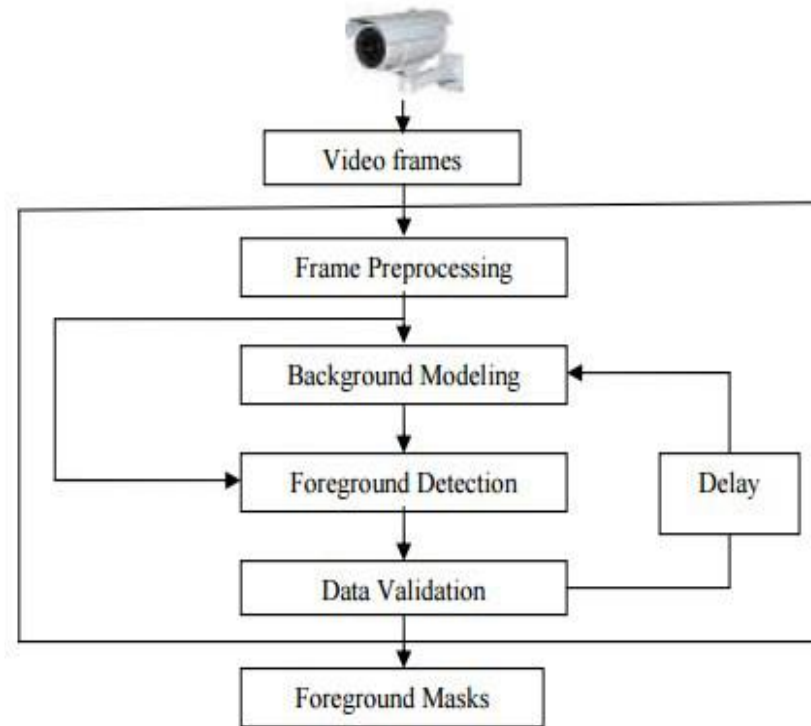 Video frames
Frame Preprocessing
Background Modeling
Foreground Detection
Delay
Data Validation
Foreground Masks